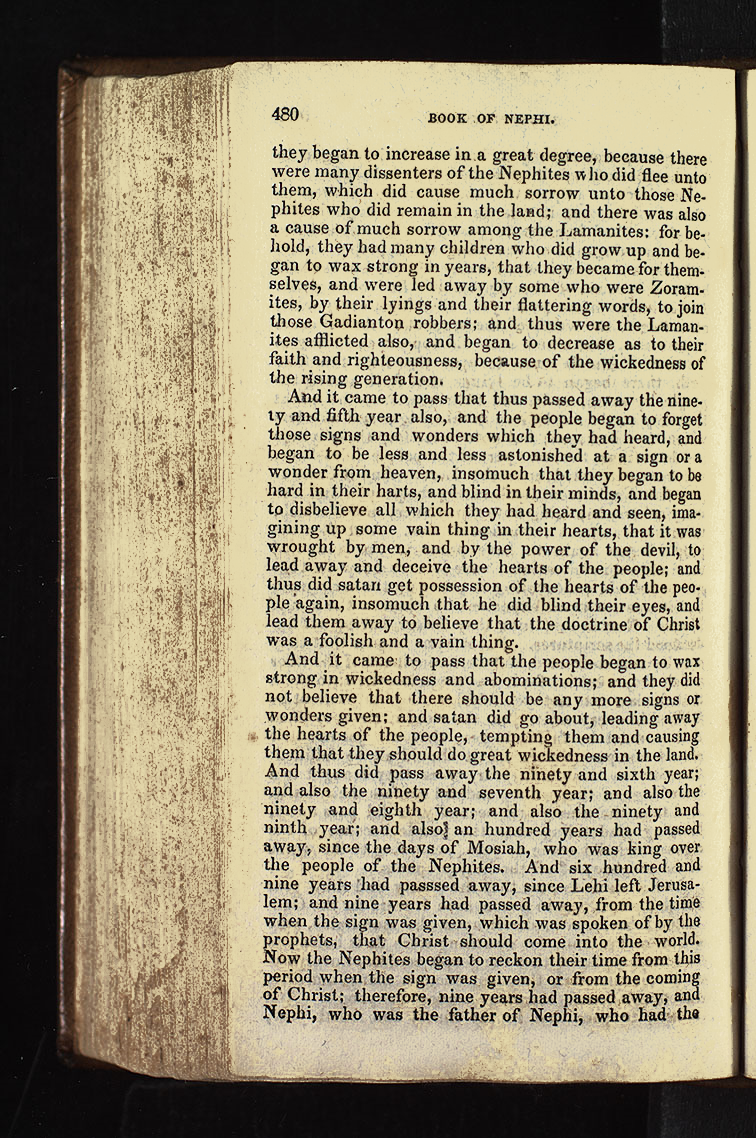 480 BOOK OF NEPHI.
they began to increase in a great degree, because there
were many dissenters of the Nephites who did flee unto
them, which did cause much sorrow unto those Ne-
phites who did remain in the land; and there was also
a cause of much sorrow among the Lamanites: for be-
hold, they had many children who did grow up and be-
gan to wax strong in years, that they became for them-
selves, and were led away by some who were Zoram-
ites, by their lyings and their flattering words, to join
those Gadianton robbers; and thus were the Laman-
ites afflicted also, and began to decrease as to their
faith and righteousness, because of the wickedness of
the rising generation.
And it came to pass that thus passed away the nine-
ty and fifth year also, and the people began to forget
those signs and wonders which they had heard, and
began to be less and less astonished at a sign or a
wonder from heaven, insomuch that they began to be
hard in their harts, and blind in their minds, and began
to disbelieve all which they had heard and seen, ima-
gining up some vain thing in their hearts, that it was
wrought by men, and by the power of the devil, to
lead away and deceive the hearts of the people; and
thus did satan get possession of the hearts of the peo-
ple again, insomuch that he did blind their eyes, and
lead them away to believe that the doctrine of Christ
was a foolish and a vain thing.
And it came to pass that the people began to wax
strong in wickedness and abominations; and they did
not believe that there should be any more signs or
wonders given; and satan did go about, leading away
the hearts of the people, tempting them and causing
them that they should do great wickedness in the land.
And thus did pass away the ninety and sixth year;
and also the ninety and seventh year; and also the
ninety and eighth year; and also the ninety and
ninth year; and also an hundred years had passed
away, since the days of Mosiah, who was king over
the people of the Nephites. And six hundred and
nine years had passsed away, since Lehi left Jerusa-
lem; and nine years had passed away, from the time
when the sign was given, which was spoken of by the
prophets, that Christ should come into the world.
Now the Nephites began to reckon their time from this
period when the sign was given, or from the coming
of Christ; therefore, nine years had passed away, and
Nephi, who was the father of Nephi, who had the